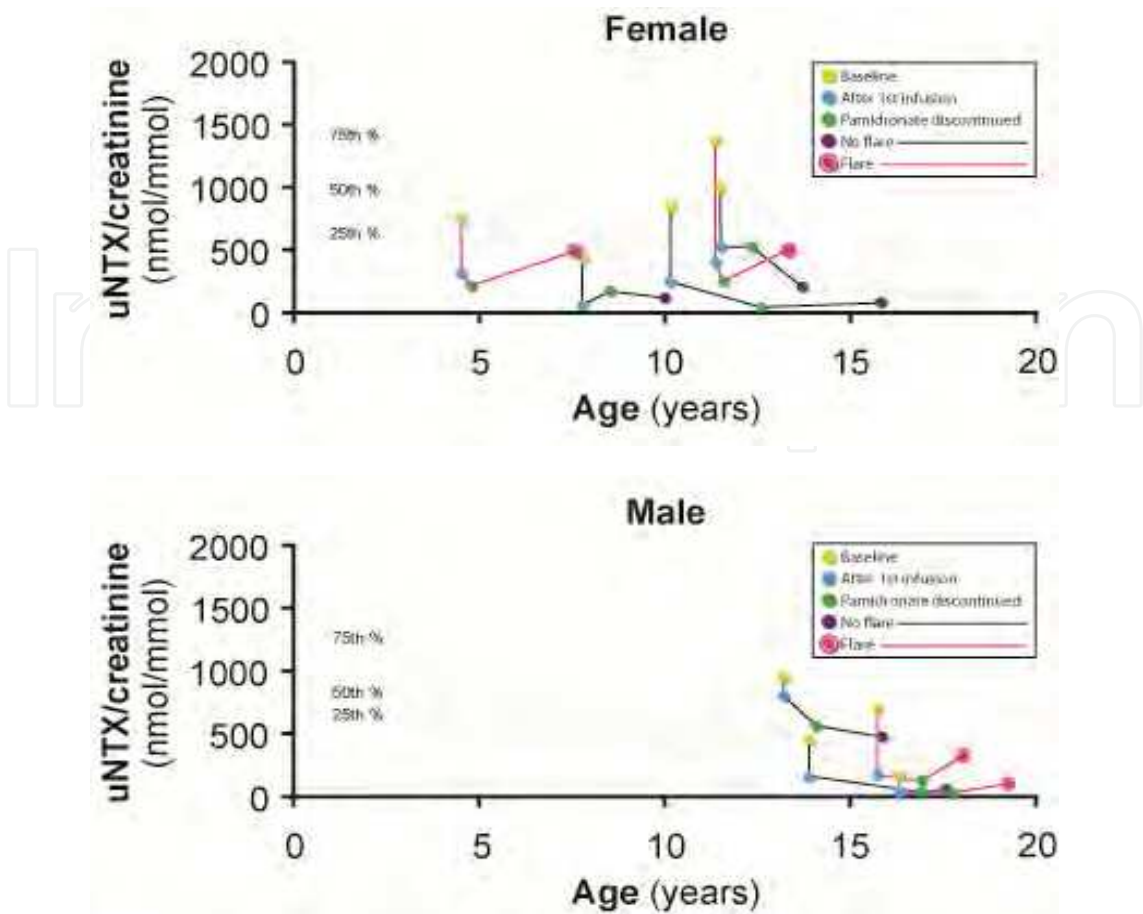 Female
uNTX/creatinine
(nmol/mmol)
2000
1500
1000
500
0
75th %
50th %
25th %
Baseline
After 1st infusion
Pamidronate discontinued
No flare
Flare
0 5 10 15 20
Age (years)
Male
uNTX/creatinine
(nmol/mmol)
2000
1500
1000
500
0
75th %
50th %
25th %
Baseline
After 1st infusion
Pamidronate discontinued
No flare
Flare
0 5 10 15 20
Age (years)